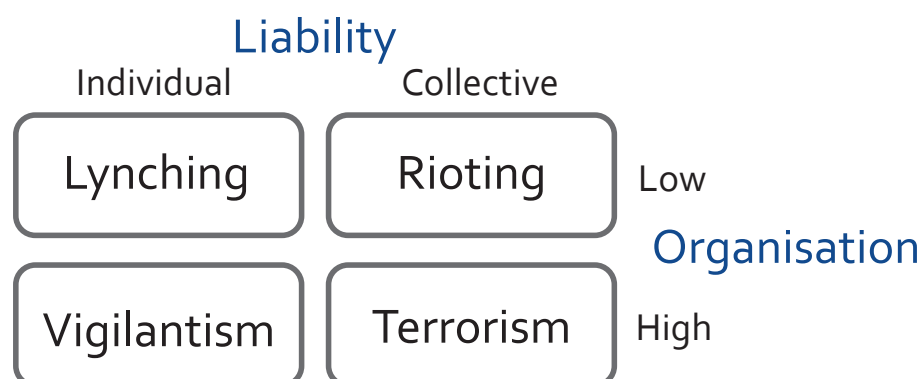 Liability
Individual Collective
Lynching Rioting Low
Organisation
Vigilantism Terrorism High